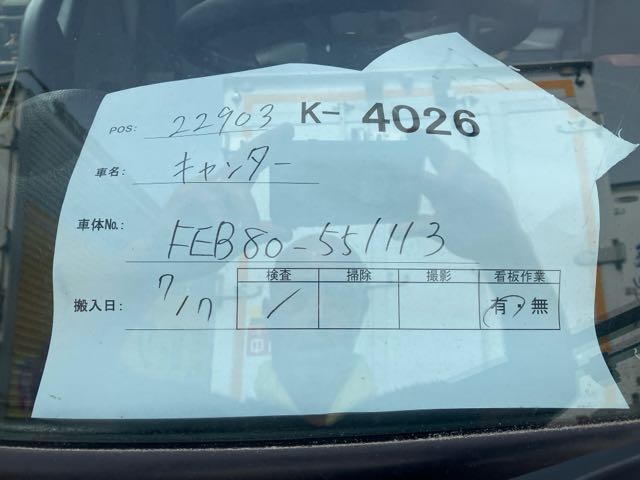 POS: 22903 K- 4026
車名: キャンター
車体No.: FEB80-551113
検査 掃除 撮影 看板作業
搬入日: 7/17 / 有・無